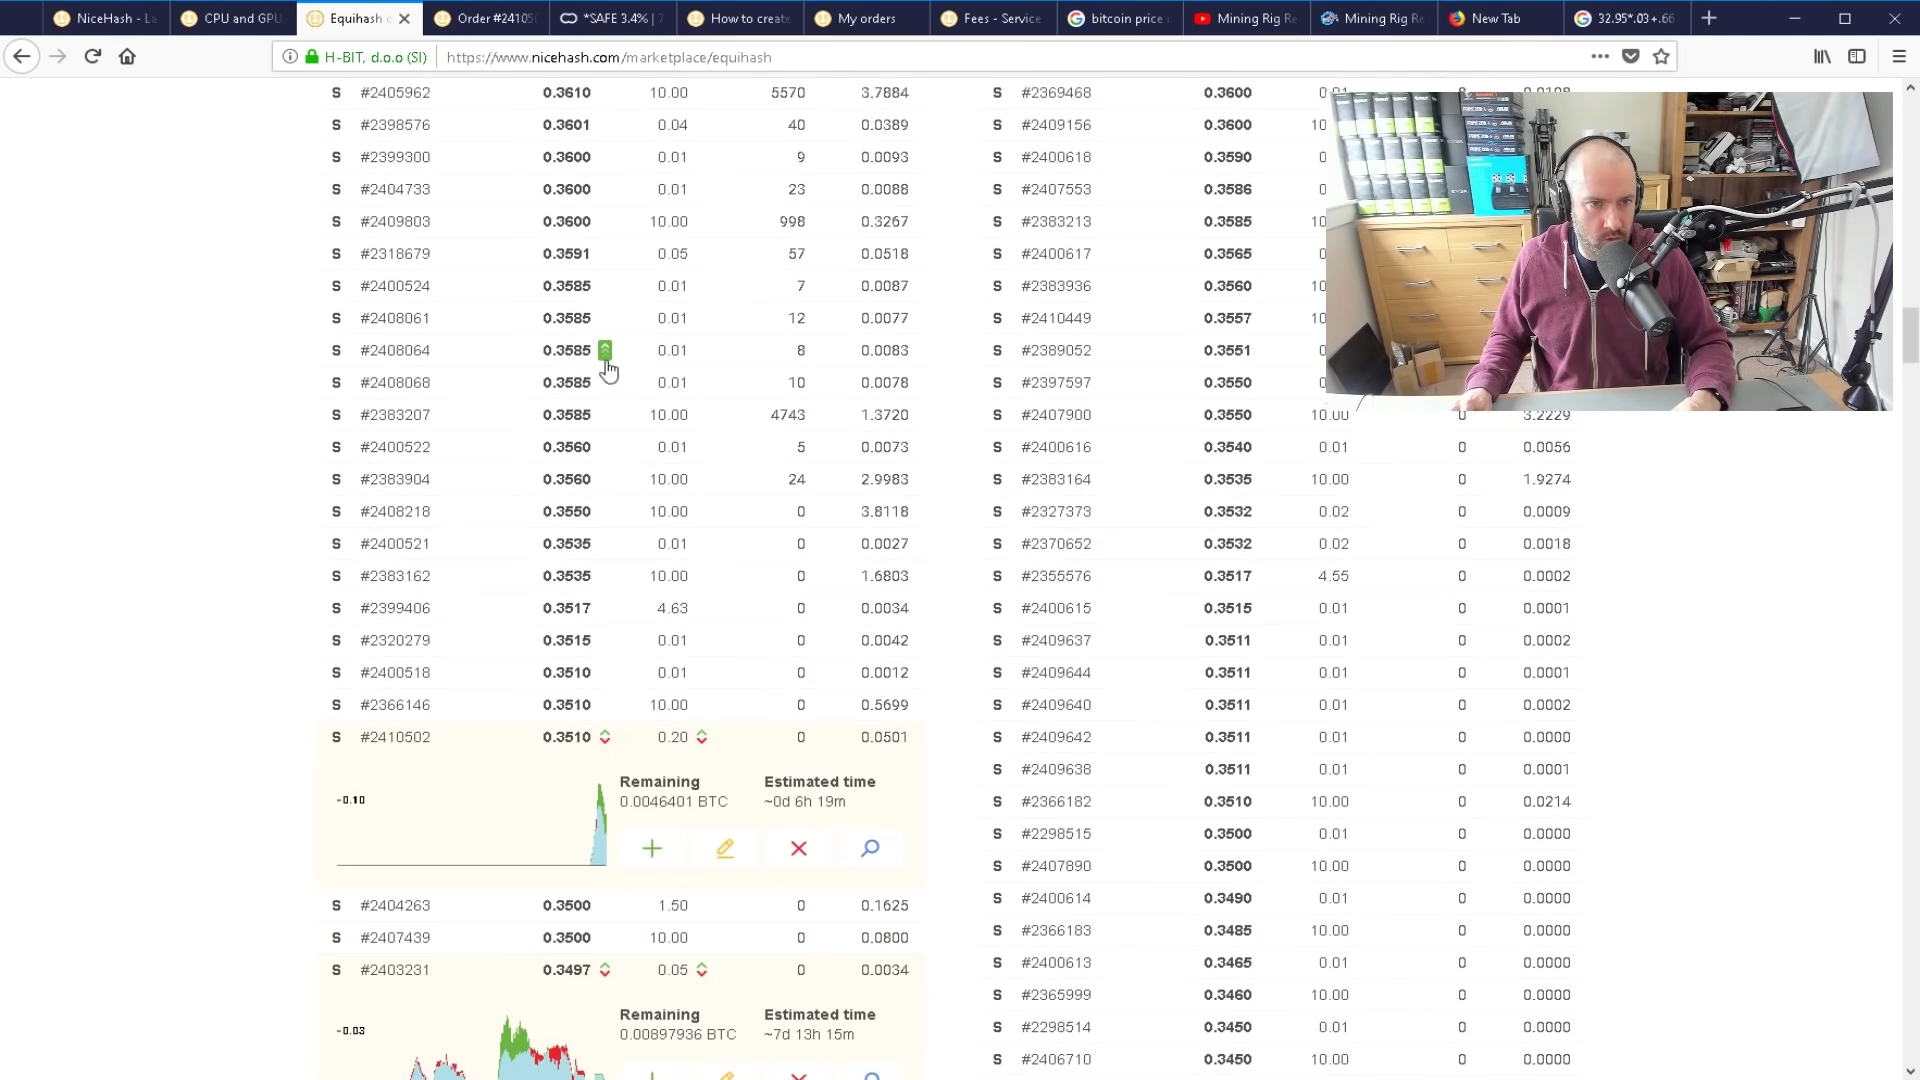 NiceHash - La
CPU and GPU
Equihash o
Order #24105
*SAFE 3.4% | 7
How to create
My orders
Fees - Service
bitcoin price
Mining Rig Re
Mining Rig Re
New Tab
32.95*.03+.66
H-BIT, d.o.o (SI)
https://www.nicehash.com/marketplace/equihash
S #2405962 0.3610 10.00 5570 3.7884
S #2398576 0.3601 0.04 40 0.0389
S #2399300 0.3600 0.01 9 0.0093
S #2404733 0.3600 0.01 23 0.0088
S #2409803 0.3600 10.00 998 0.3267
S #2318679 0.3591 0.05 57 0.0518
S #2400524 0.3585 0.01 7 0.0087
S #2408061 0.3585 0.01 12 0.0077
S #2408064 0.3585 0.01 8 0.0083
S #2408068 0.3585 0.01 10 0.0078
S #2383207 0.3585 10.00 4743 1.3720
S #2400522 0.3560 0.01 5 0.0073
S #2383904 0.3560 10.00 24 2.9983
S #2408218 0.3550 10.00 0 3.8118
S #2400521 0.3535 0.01 0 0.0027
S #2383162 0.3535 10.00 0 1.6803
S #2399406 0.3517 4.63 0 0.0034
S #2320279 0.3515 0.01 0 0.0042
S #2400518 0.3510 0.01 0 0.0012
S #2366146 0.3510 10.00 0 0.5699
S #2410502 0.3510 0.20 0 0.0501
Remaining Estimated time
-0.10 0.0046401 BTC ~0d 6h 19m
S #2404263 0.3500 1.50 0 0.1625
S #2407439 0.3500 10.00 0 0.0800
S #2403231 0.3497 0.05 0 0.0034
Remaining Estimated time
-0.03 0.00897936 BTC ~7d 13h 15m
S #2369468 0.3600
S #2409156 0.3600 10
S #2400618 0.3590 0
S #2407553 0.3586 0
S #2383213 0.3585 10
S #2400617 0.3565 0
S #2383936 0.3560 10
S #2410449 0.3557 10
S #2389052 0.3551 0
S #2397597 0.3550 10
S #2407900 0.3550 10.00 0 3.2229
S #2400616 0.3540 0.01 0 0.0056
S #2383164 0.3535 10.00 0 1.9274
S #2327373 0.3532 0.02 0 0.0009
S #2370652 0.3532 0.02 0 0.0018
S #2355576 0.3517 4.55 0 0.0002
S #2400615 0.3515 0.01 0 0.0001
S #2409637 0.3511 0.01 0 0.0002
S #2409644 0.3511 0.01 0 0.0001
S #2409640 0.3511 0.01 0 0.0002
S #2409642 0.3511 0.01 0 0.0000
S #2409638 0.3511 0.01 0 0.0001
S #2366182 0.3510 10.00 0 0.0214
S #2298515 0.3500 0.01 0 0.0000
S #2407890 0.3500 10.00 0 0.0000
S #2400614 0.3490 0.01 0 0.0000
S #2366183 0.3485 10.00 0 0.0000
S #2400613 0.3465 0.01 0 0.0000
S #2365999 0.3460 10.00 0 0.0000
S #2298514 0.3450 0.01 0 0.0000
S #2406710 0.3450 10.00 0 0.0000